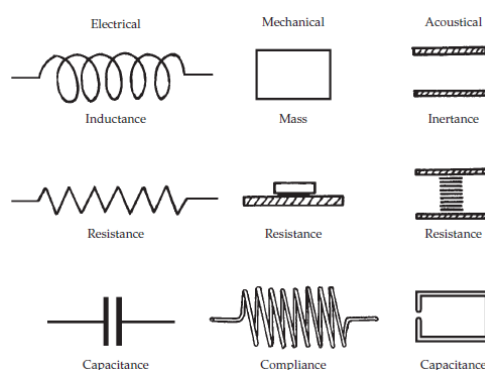 Electrical Mechanical Acoustical
Inductance Mass Inertance
Resistance Resistance Resistance
Capacitance Compliance Capacitance